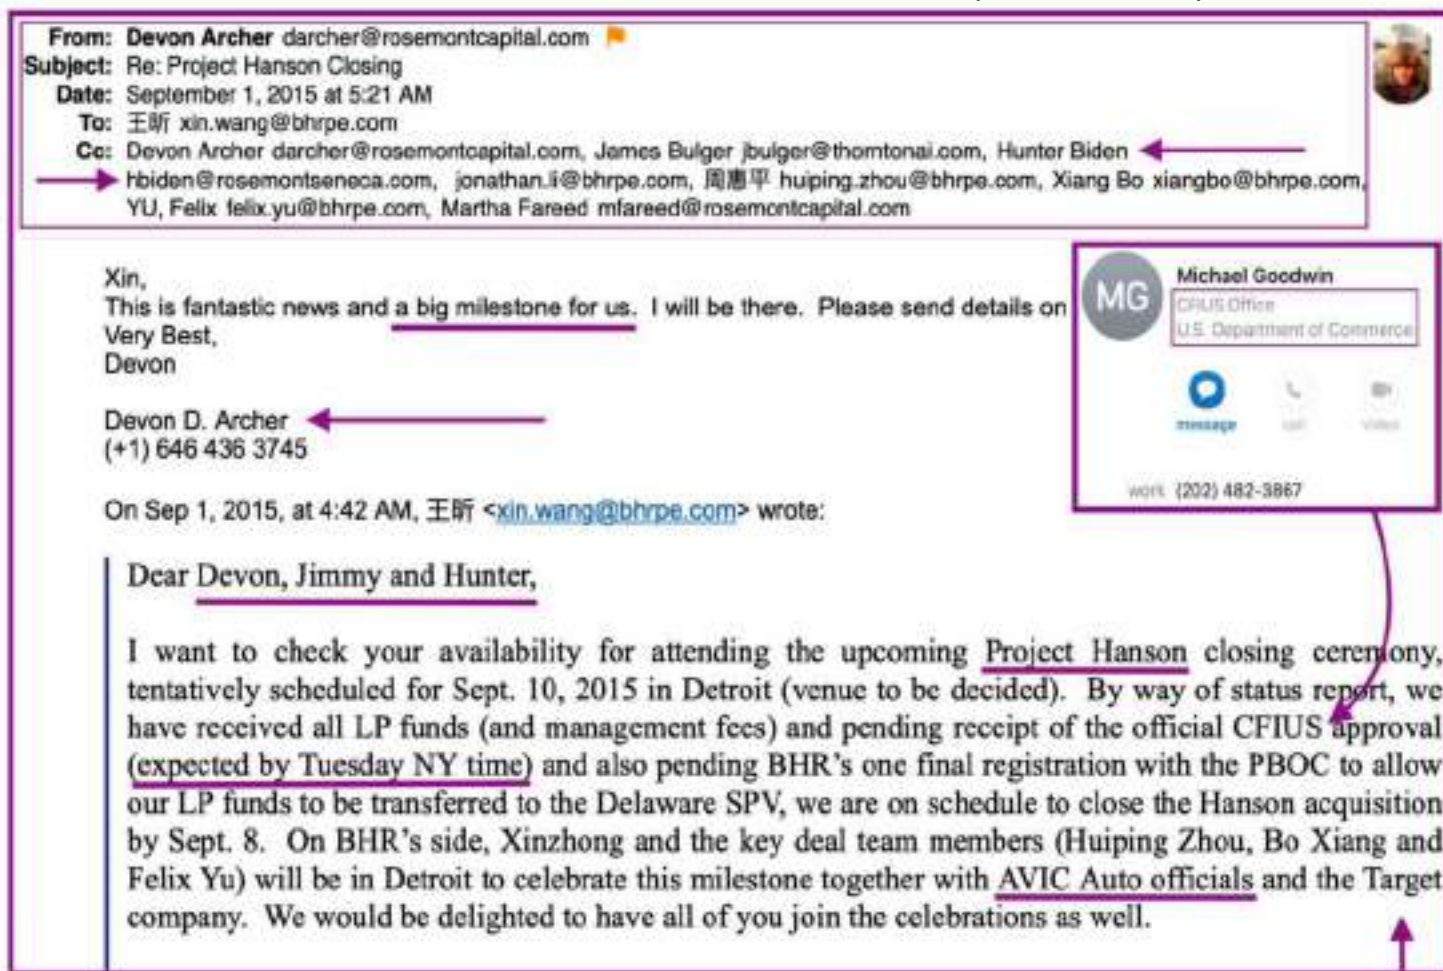 From: Devon Archer darcher@rosemontcapital.com
Subject: Re: Project Hanson Closing
Date: September 1, 2015 at 5:21 AM
To: 王昕 xin.wang@bhrpe.com
Cc: Devon Archer darcher@rosemontcapital.com, James Bulger jbulger@thorntonai.com, Hunter Biden
hbiden@rosemontseneca.com, jonathan.li@bhrpe.com, 周惠平 huiping.zhou@bhrpe.com, Xiang Bo xiangbo@bhrpe.com,
YU, Felix felix.yu@bhrpe.com, Martha Fareed mfareed@rosemontcapital.com
Xin,
This is fantastic news and a big milestone for us. I will be there. Please send details on
Very Best,
Devon
Devon D. Archer
(+1) 646 436 3745
MG
Michael Goodwin
CFIUS Office
U.S. Department of Commerce
message call video
work (202) 482-3867
On Sep 1, 2015, at 4:42 AM, 王昕 <xin.wang@bhrpe.com> wrote:
Dear Devon, Jimmy and Hunter,
I want to check your availability for attending the upcoming Project Hanson closing ceremony,
tentatively scheduled for Sept. 10, 2015 in Detroit (venue to be decided). By way of status report, we
have received all LP funds (and management fees) and pending receipt of the official CFIUS approval
(expected by Tuesday NY time) and also pending BHR's one final registration with the PBOC to allow
our LP funds to be transferred to the Delaware SPV, we are on schedule to close the Hanson acquisition
by Sept. 8. On BHR's side, Xinzhong and the key deal team members (Huiping Zhou, Bo Xiang and
Felix Yu) will be in Detroit to celebrate this milestone together with AVIC Auto officials and the Target
company. We would be delighted to have all of you join the celebrations as well.